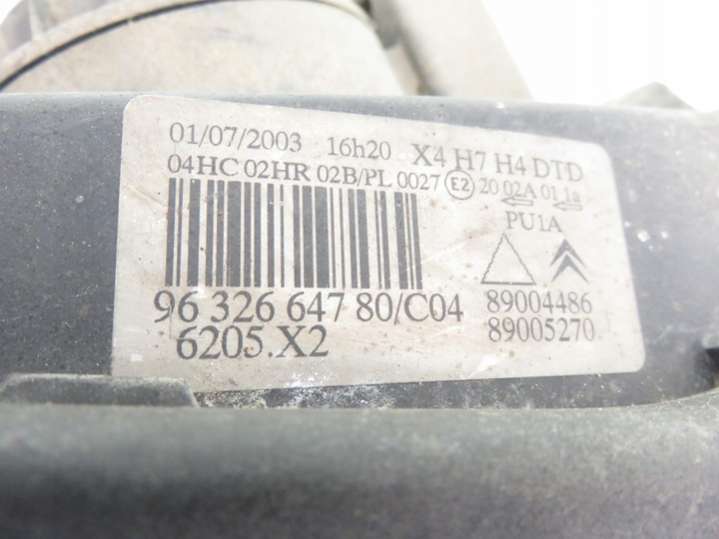 01/07/2003 16h20 X4 H7 H4 DTD
04HC 02HR 02B/PL 0027 E2 20 02A 01 1a
PU1A
96 326 647 80/C04 89004486
6205.X2 89005270